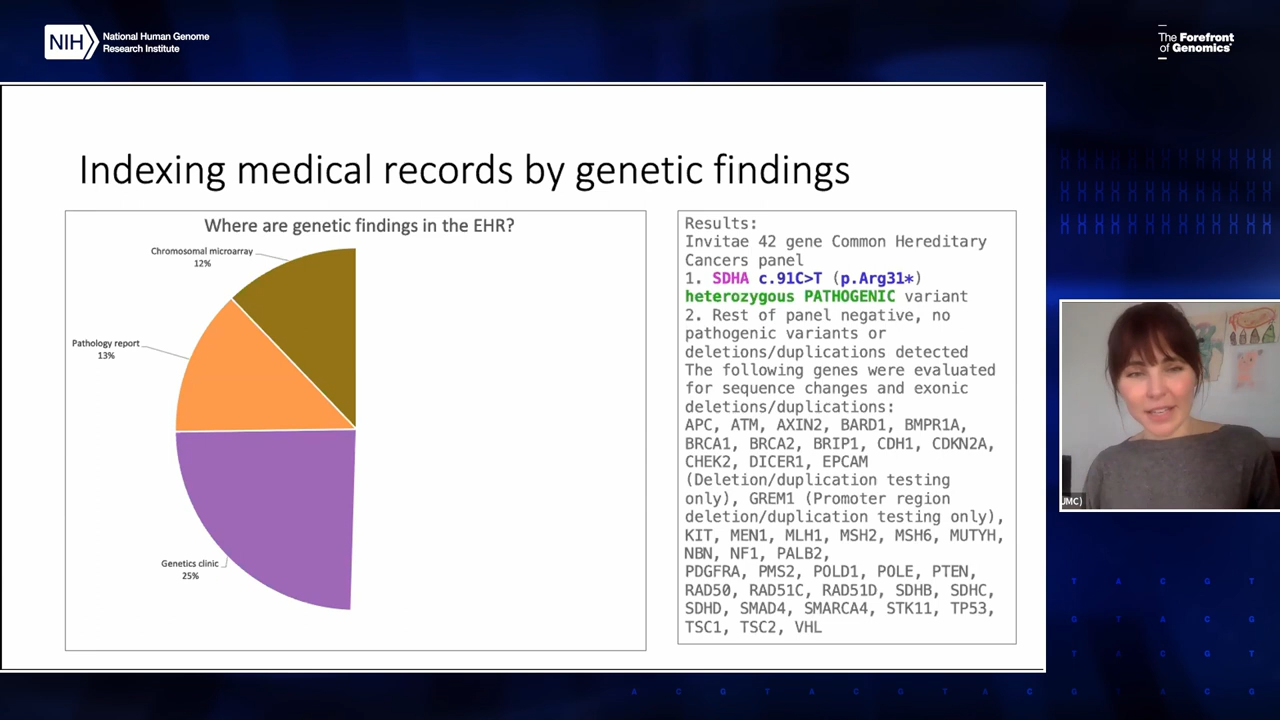 NIH
National Human Genome
Research Institute
The Forefront
of Genomics®
Indexing medical records by genetic findings
Where are genetic findings in the EHR?
Chromosomal microarray
12%
Pathology report
13%
Genetics clinic
25%
Results:
Invitae 42 gene Common Hereditary
Cancers panel
1. SDHA c.91C>T (p.Arg31*)
heterozygous PATHOGENIC variant
2. Rest of panel negative, no
pathogenic variants or
deletions/duplications detected
The following genes were evaluated
for sequence changes and exonic
deletions/duplications:
APC, ATM, AXIN2, BARD1, BMPR1A,
BRCA1, BRCA2, BRIP1, CDH1, CDKN2A,
CHEK2, DICER1, EPCAM
(Deletion/duplication testing
only), GREM1 (Promoter region
deletion/duplication testing only),
KIT, MEN1, MLH1, MSH2, MSH6, MUTYH,
NBN, NF1, PALB2,
PDGFRA, PMS2, POLD1, POLE, PTEN,
RAD50, RAD51C, RAD51D, SDHB, SDHC,
SDHD, SMAD4, SMARCA4, STK11, TP53,
TSC1, TSC2, VHL
UMC)
T A C G T
G T A C G
T A C G T
A C G T A C G T A C G T A C G